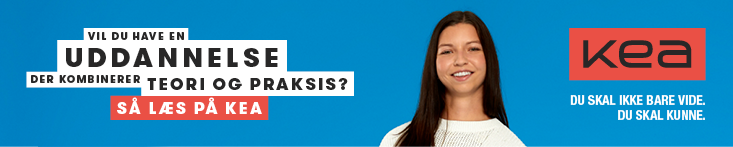 VIL DU HAVE EN
UDDANNELSE
DER KOMBINERER TEORI OG PRAKSIS?
SÅ LÆS PÅ KEA
kea
DU SKAL IKKE BARE VIDE.
DU SKAL KUNNE.